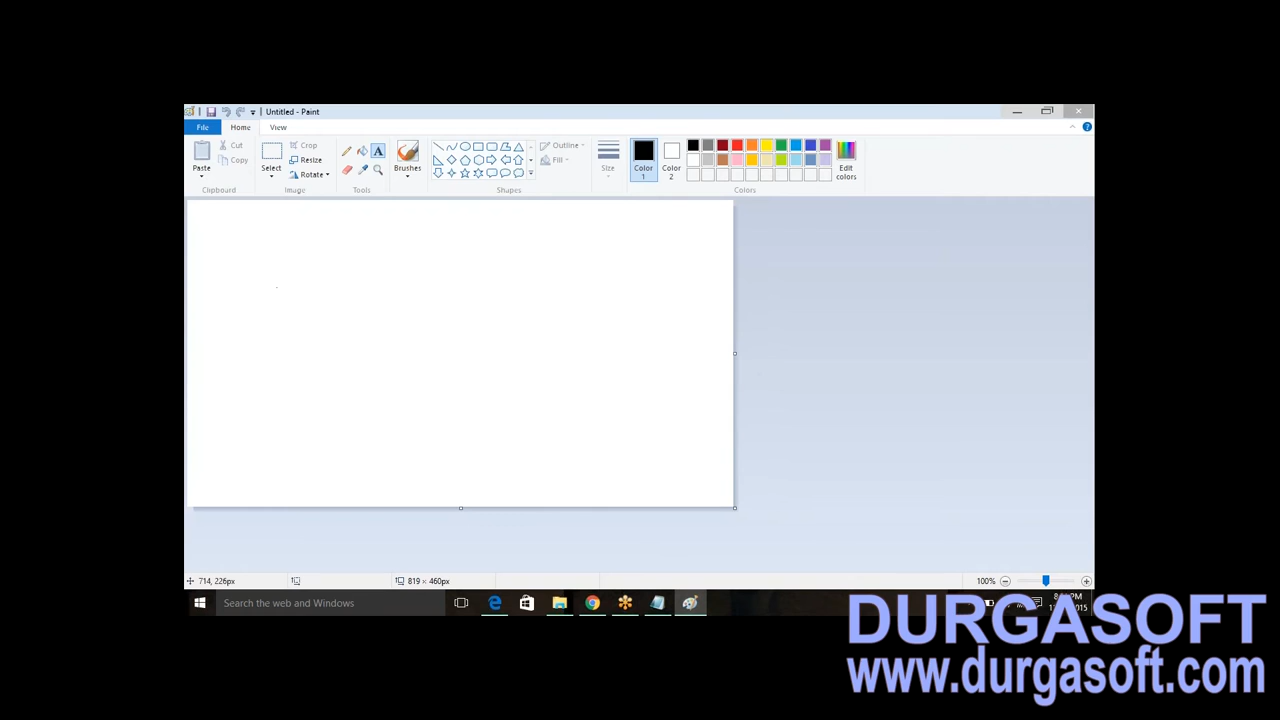 Untitled - Paint
File Home View
Paste
Cut
Copy
Clipboard
Select
Crop
Resize
Rotate
Image
A
Tools
Brushes
Outline
Fill
Shapes
Size
Color 1
Color 2
Edit colors
Colors
714, 226px
819 × 460px
100%
Search the web and Windows
DURGASOFT
www.durgasoft.com